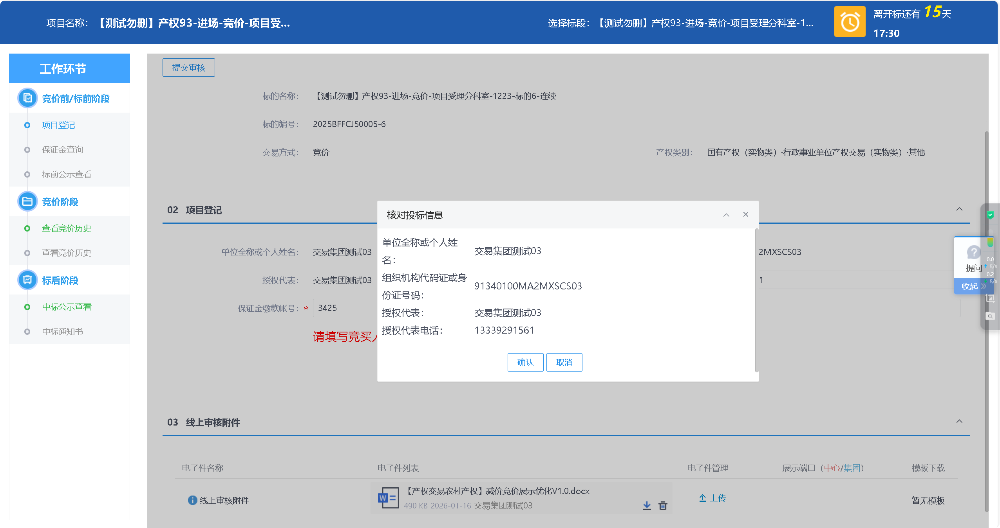 项目名称：【测试勿删】产权93-进场-竞价-项目受...
选择标段：【测试勿删】产权93-进场-竞价-项目受理分科室-1...
离开标还有 15天
17:30
工作环节
竞价前/标前阶段
项目登记
保证金查询
标前公示查看
竞价阶段
查看竞价历史
查看竞价历史
标后阶段
中标公示查看
中标通知书
提交审核
标的名称：【测试勿删】产权93-进场-竞价-项目受理分科室-1223-标的6-连续
标的编号：2025BFFCJ50005-6
交易方式：竞价
产权类别：国有产权（实物类）·行政事业单位产权交易（实物类）·其他
02 项目登记
单位全称或个人姓名：交易集团测试03
2MXSCS03
授权代表：交易集团测试03
1
保证金缴款帐号：* 3425
请填写竞买
核对投标信息
单位全称或个人姓
名：
交易集团测试03
组织机构代码证或身
份证号码：
91340100MA2MXSCS03
授权代表：交易集团测试03
授权代表电话：13339291561
确认 取消
提问
收起
0.0
K/s
0.2
K/s
03 线上审核附件
电子件名称 电子件列表 电子件管理 展示端口（中心/集团） 模板下载
线上审核附件
【产权交易农村产权】减价竞价展示优化V1.0.docx
490 KB 2026-01-16 交易集团测试03
上传
暂无模板